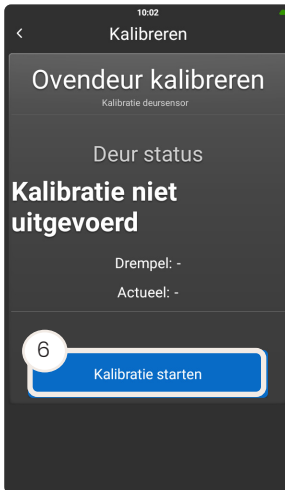 10:02
Kalibreren
Ovendeur kalibreren
Kalibratie deursensor
Deur status
Kalibratie niet
uitgevoerd
Drempel: -
Actueel: -
6
Kalibratie starten